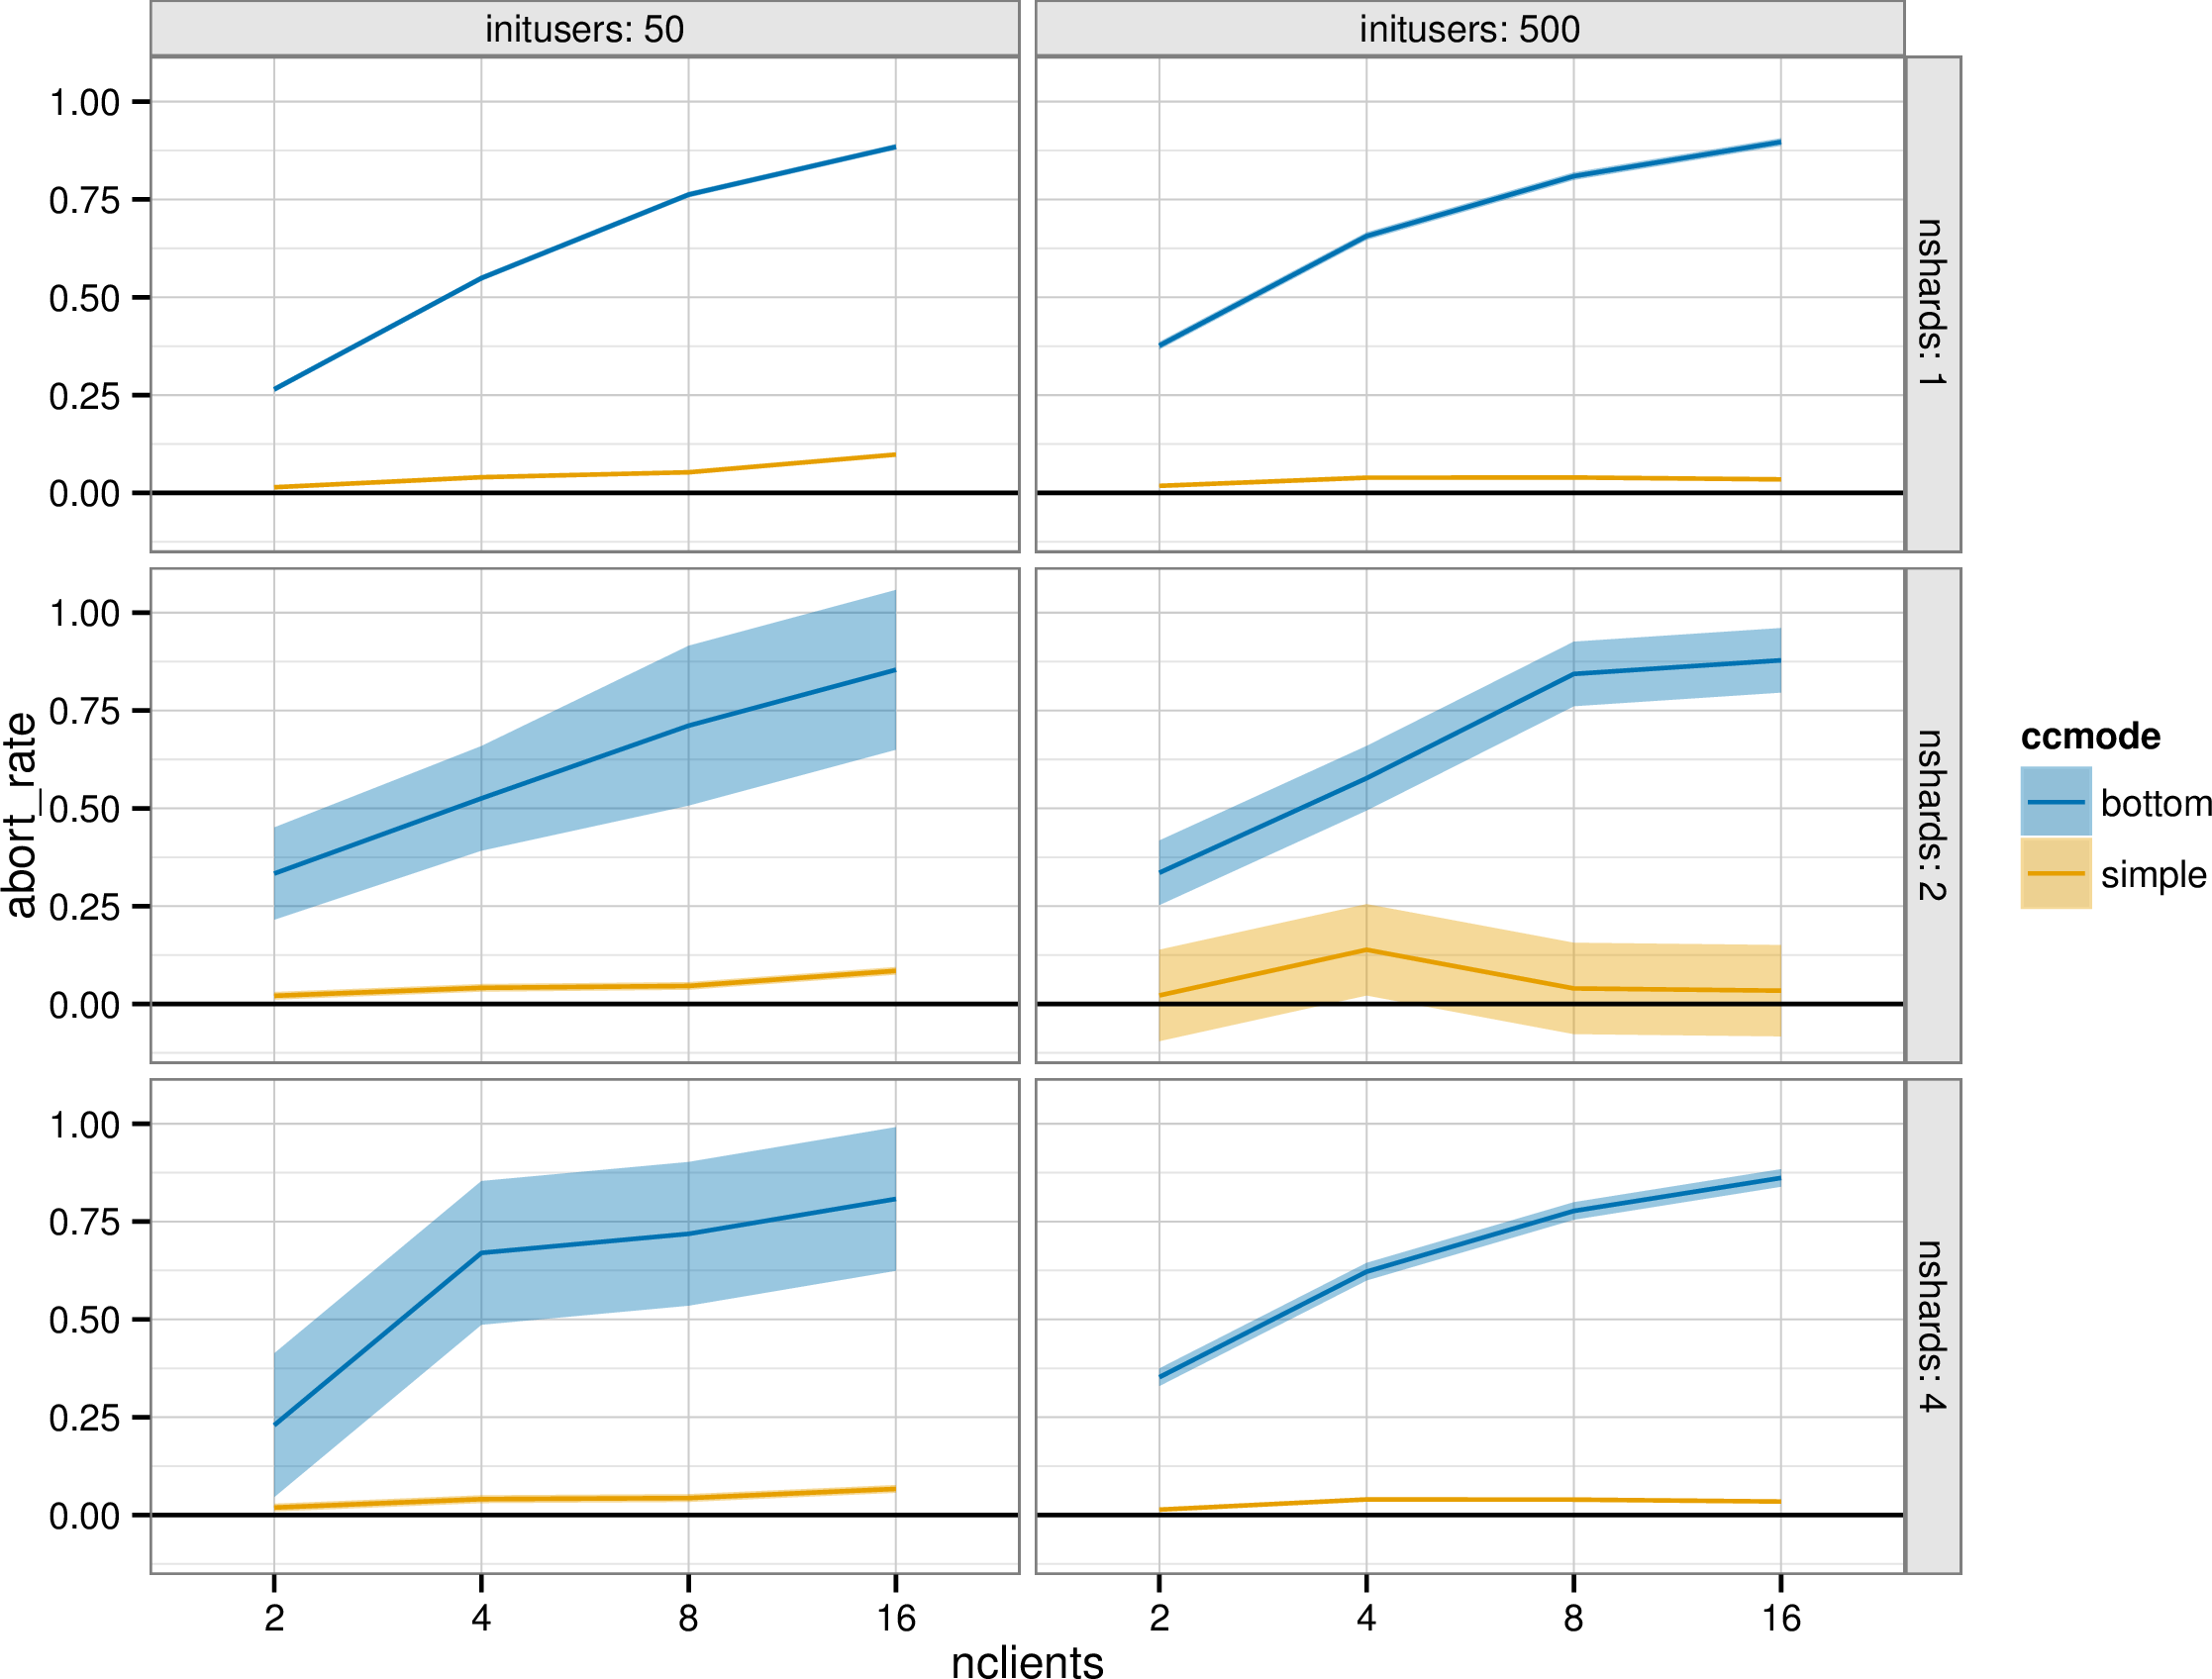 initusers: 50
initusers: 500
1.00
0.75
0.50
0.25
0.00
nshards: 1
1.00
0.75
0.50
0.25
0.00
nshards: 2
1.00
0.75
0.50
0.25
0.00
nshards: 4
abort_rate
2 4 8 16
2 4 8 16
nclients
ccmode
bottom
simple